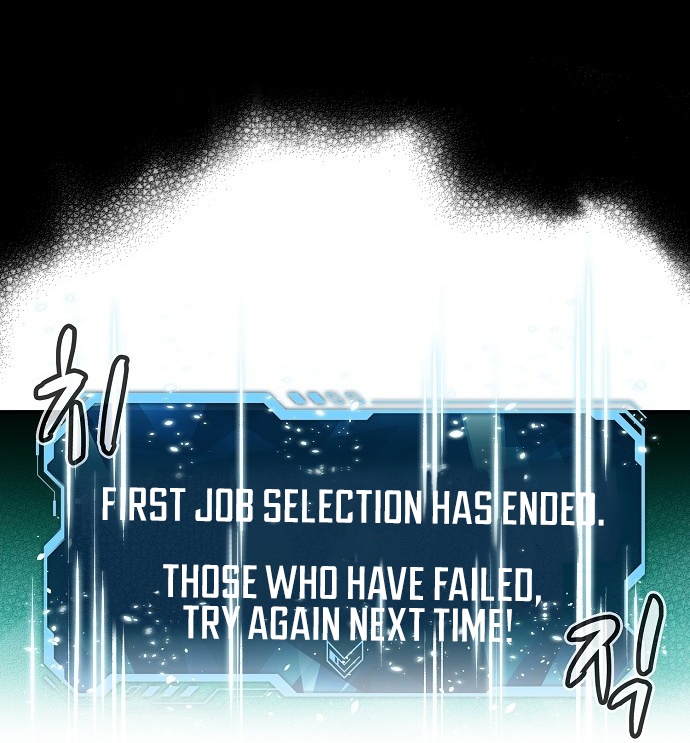 치
FIRST JOB SELECTION HAS ENDED.
THOSE WHO HAVE FAILED,
TRY AGAIN NEXT TIME!
직